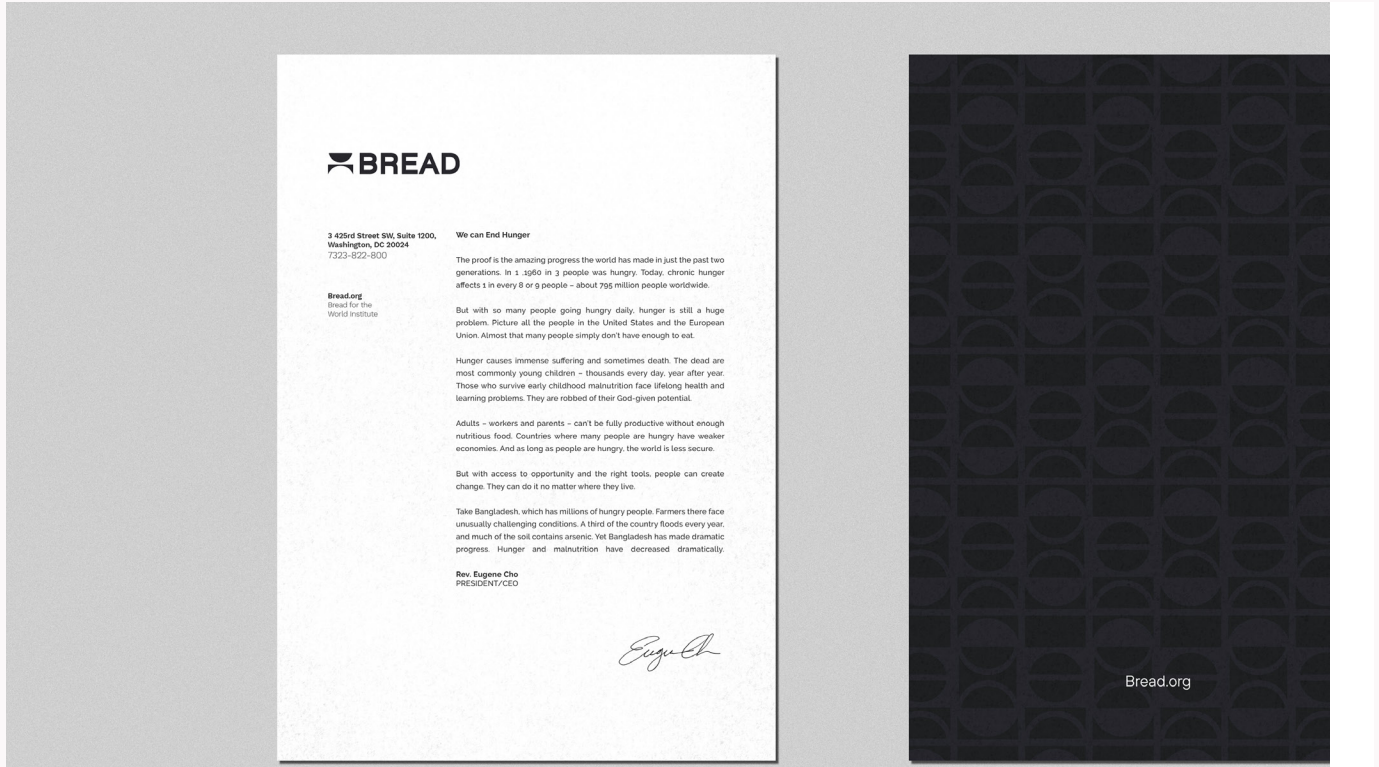 BREAD
3 425rd Street SW, Suite 1200,
Washington, DC 20024
7323-822-800
Bread.org
Bread for the
World Institute
We can End Hunger
The proof is the amazing progress the world has made in just the past two
generations. In 1 .1960 in 3 people was hungry. Today, chronic hunger
affects 1 in every 8 or 9 people – about 795 million people worldwide.
But with so many people going hungry daily, hunger is still a huge
problem. Picture all the people in the United States and the European
Union. Almost that many people simply don't have enough to eat.
Hunger causes immense suffering and sometimes death. The dead are
most commonly young children – thousands every day, year after year.
Those who survive early childhood malnutrition face lifelong health and
learning problems. They are robbed of their God-given potential.
Adults – workers and parents – can't be fully productive without enough
nutritious food. Countries where many people are hungry have weaker
economies. And as long as people are hungry, the world is less secure.
But with access to opportunity and the right tools, people can create
change. They can do it no matter where they live.
Take Bangladesh, which has millions of hungry people. Farmers there face
unusually challenging conditions. A third of the country floods every year,
and much of the soil contains arsenic. Yet Bangladesh has made dramatic
progress. Hunger and malnutrition have decreased dramatically.
Rev. Eugene Cho
PRESIDENT/CEO
Bread.org